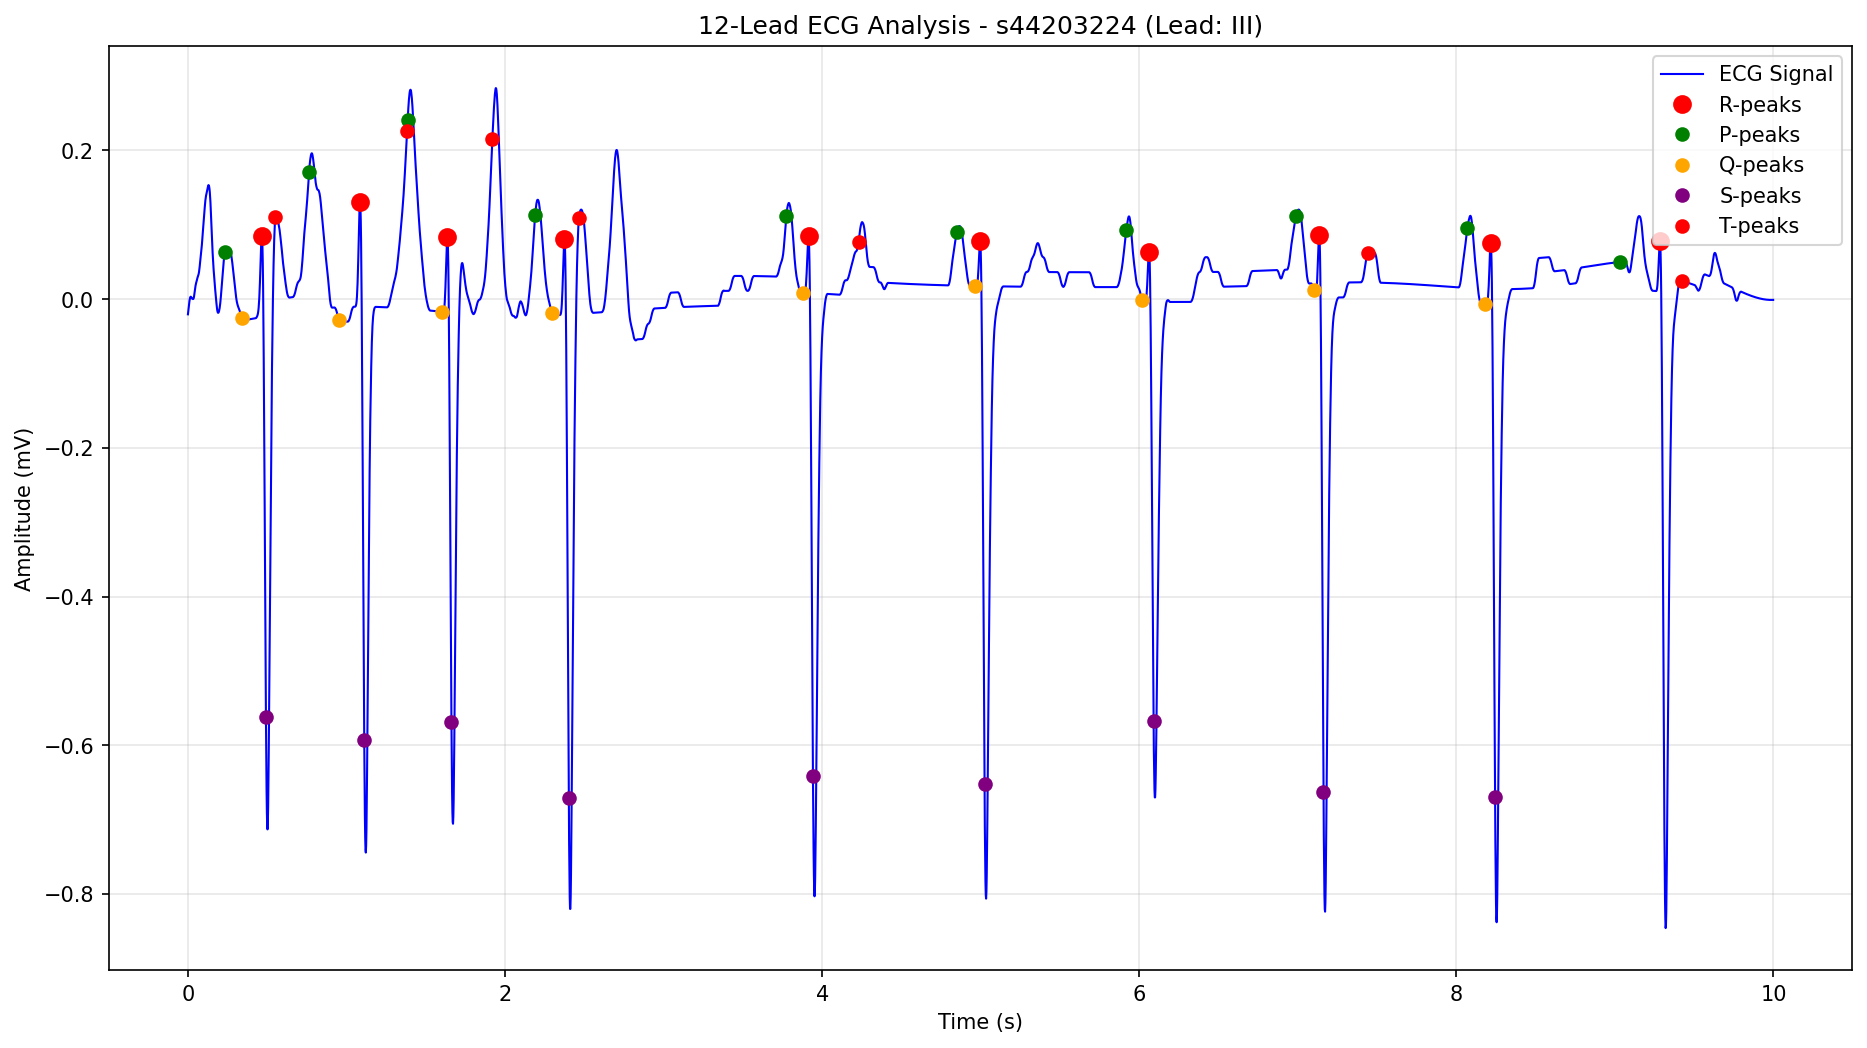 12-Lead ECG Analysis - s44203224 (Lead: III)
ECG Signal
R-peaks
P-peaks
Q-peaks
S-peaks
T-peaks
Amplitude (mV)
0.2
0.0
−0.2
−0.4
−0.6
−0.8
0 2 4 6 8 10
Time (s)